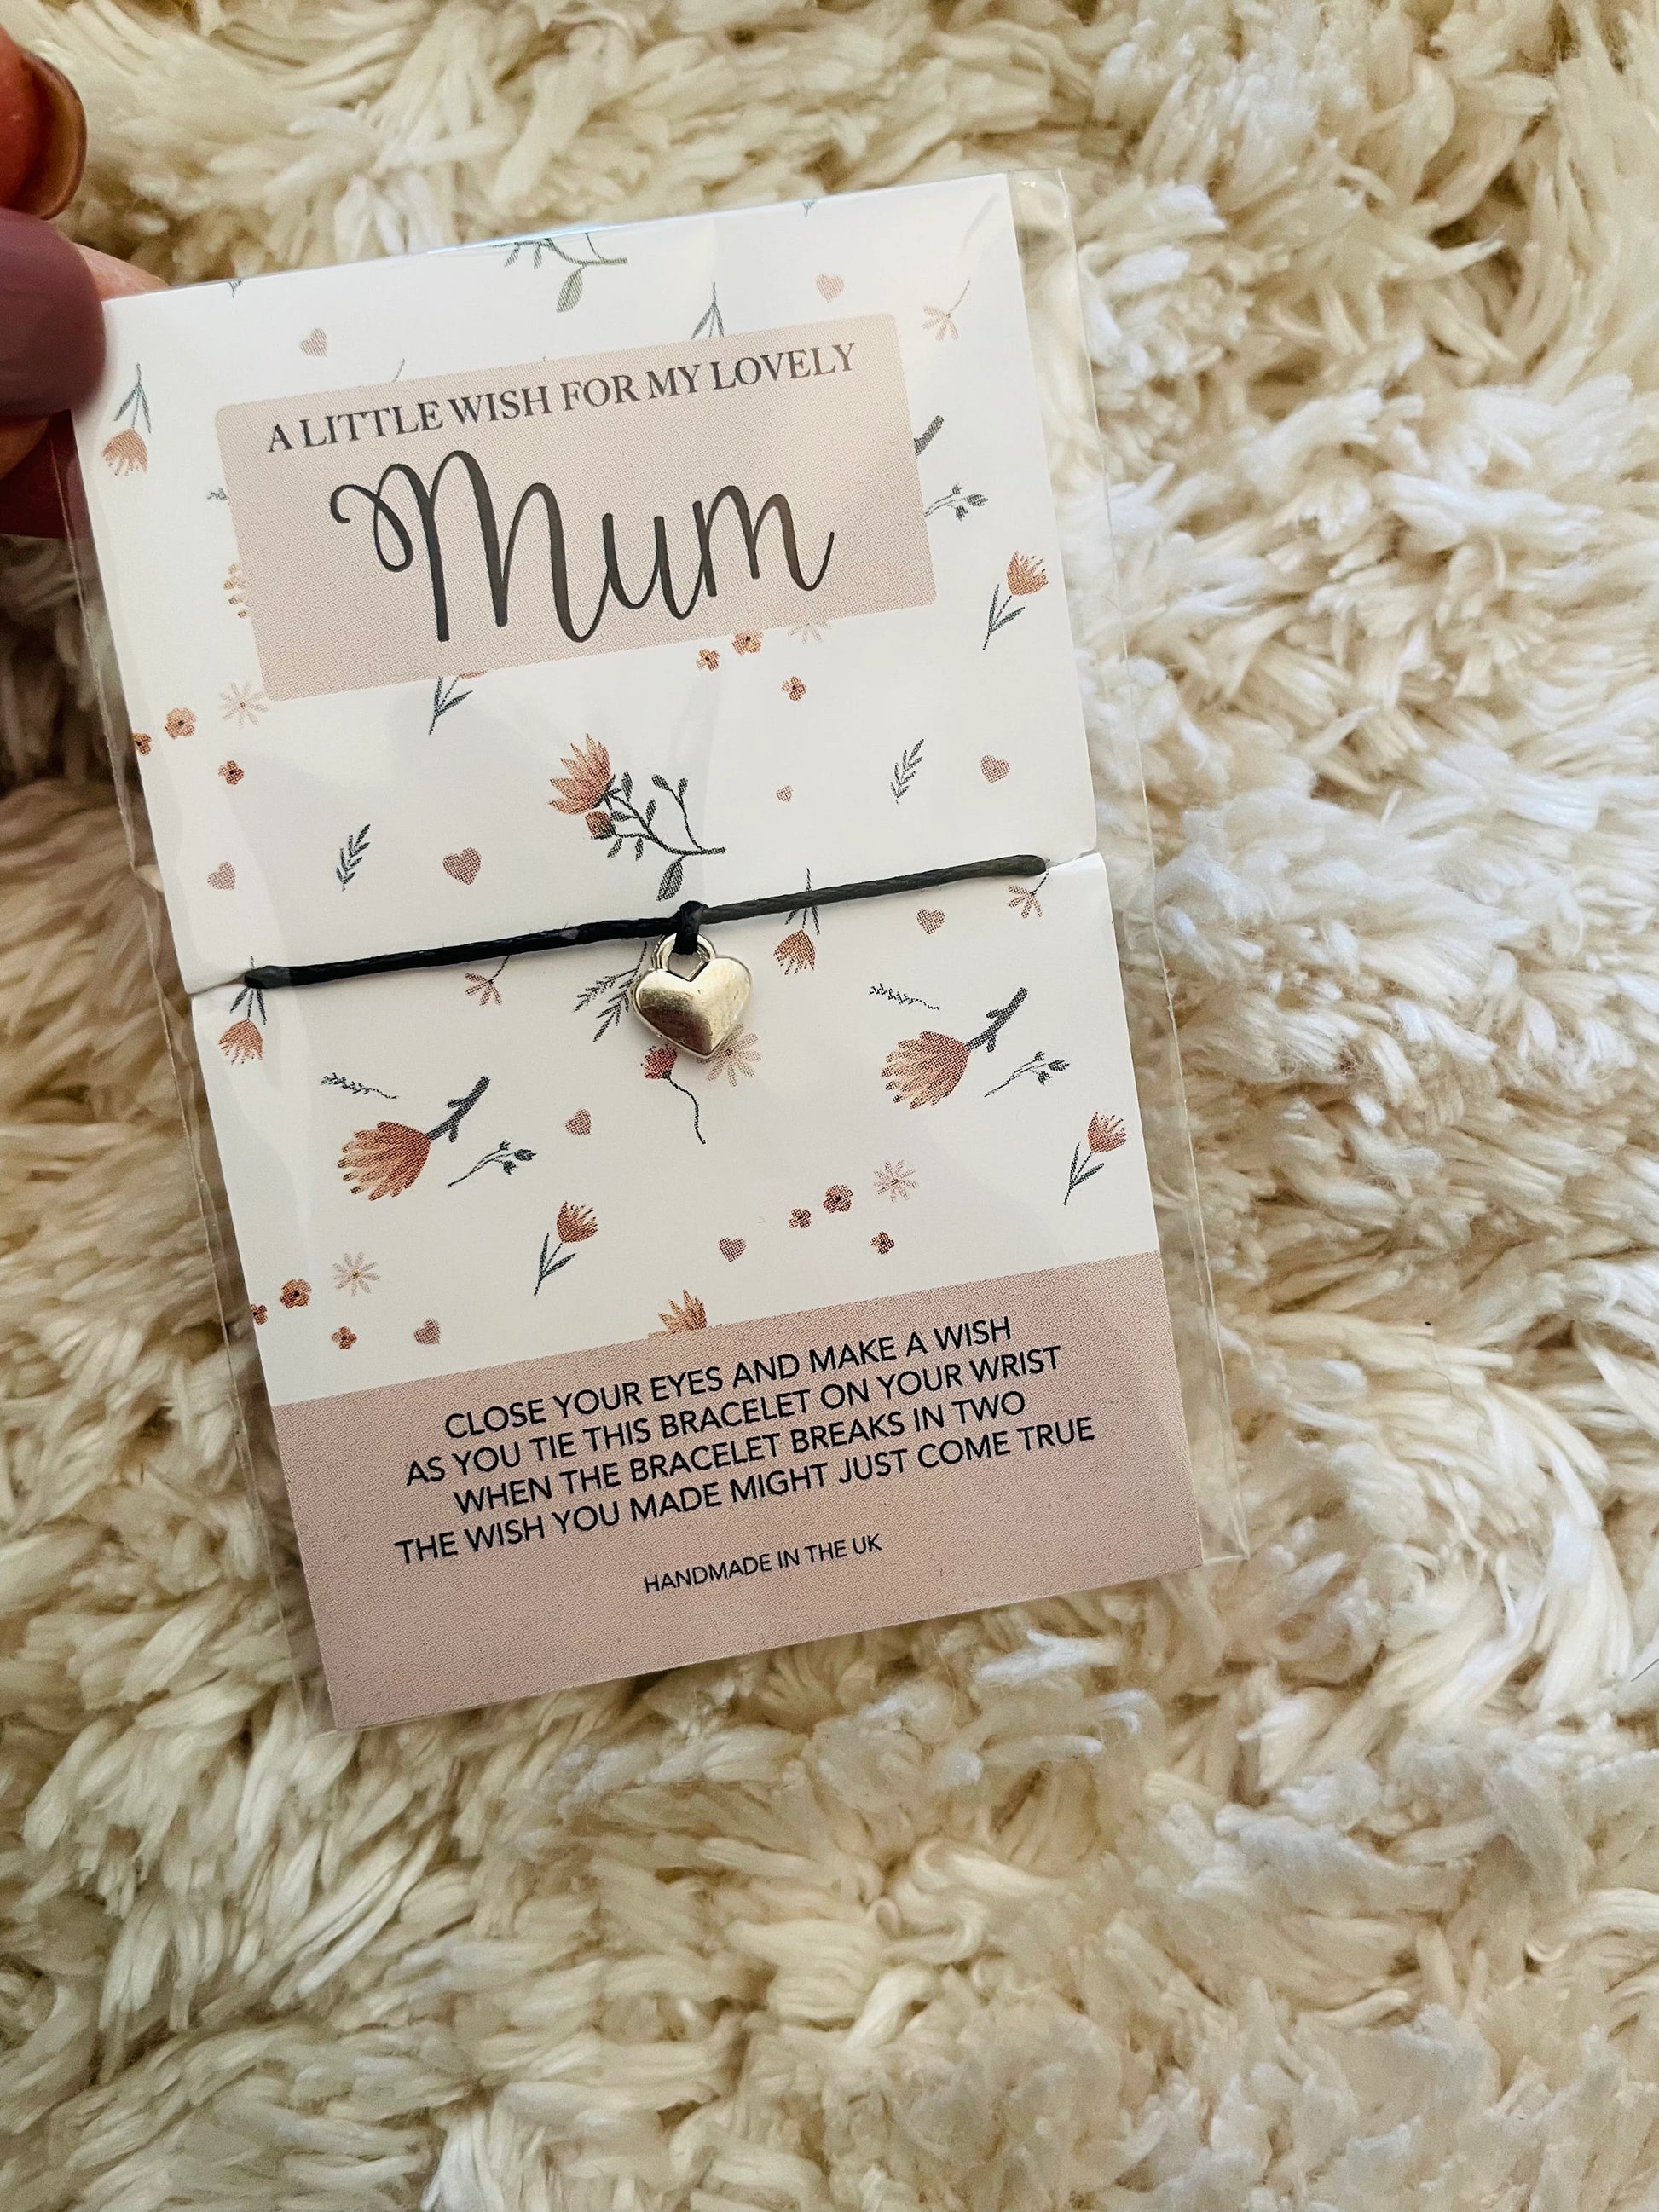 A LITTLE WISH FOR MY LOVELY
Mum
CLOSE YOUR EYES AND MAKE A WISH
AS YOU TIE THIS BRACELET ON YOUR WRIST
WHEN THE BRACELET BREAKS IN TWO
THE WISH YOU MADE MIGHT JUST COME TRUE
HANDMADE IN THE UK